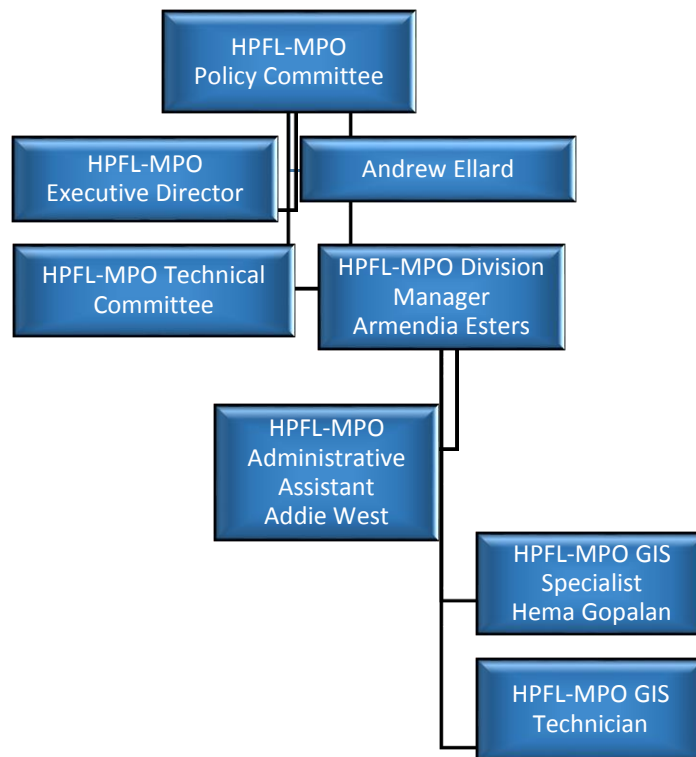 HPFL-MPO
Policy Committee
HPFL-MPO
Executive Director
Andrew Ellard
HPFL-MPO Technical
Committee
HPFL-MPO Division
Manager
Armendia Esters
HPFL-MPO
Administrative
Assistant
Addie West
HPFL-MPO GIS
Specialist
Hema Gopalan
HPFL-MPO GIS
Technician